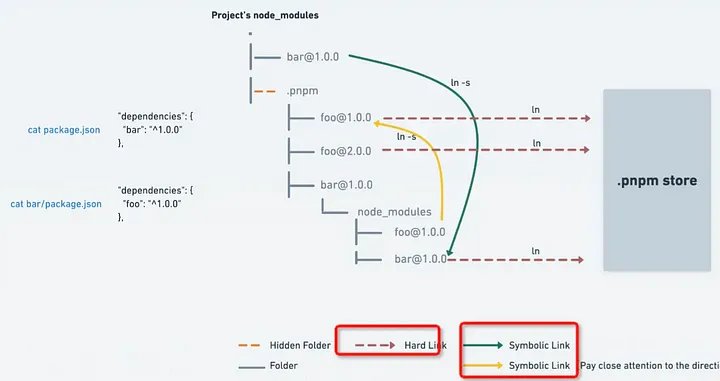 Project's node_modules
bar@1.0.0
ln -s
.pnpm
foo@1.0.0
ln
cat package.json
"dependencies": {
"bar": "^1.0.0"
},
ln -s
foo@2.0.0
ln
.pnpm store
bar@1.0.0
cat bar/package.json
"dependencies": {
"foo": "^1.0.0"
},
node_modules
foo@1.0.0
bar@1.0.0
ln
Hidden Folder
Hard Link
Symbolic Link
Folder
Symbolic Link
Pay close attention to the directi